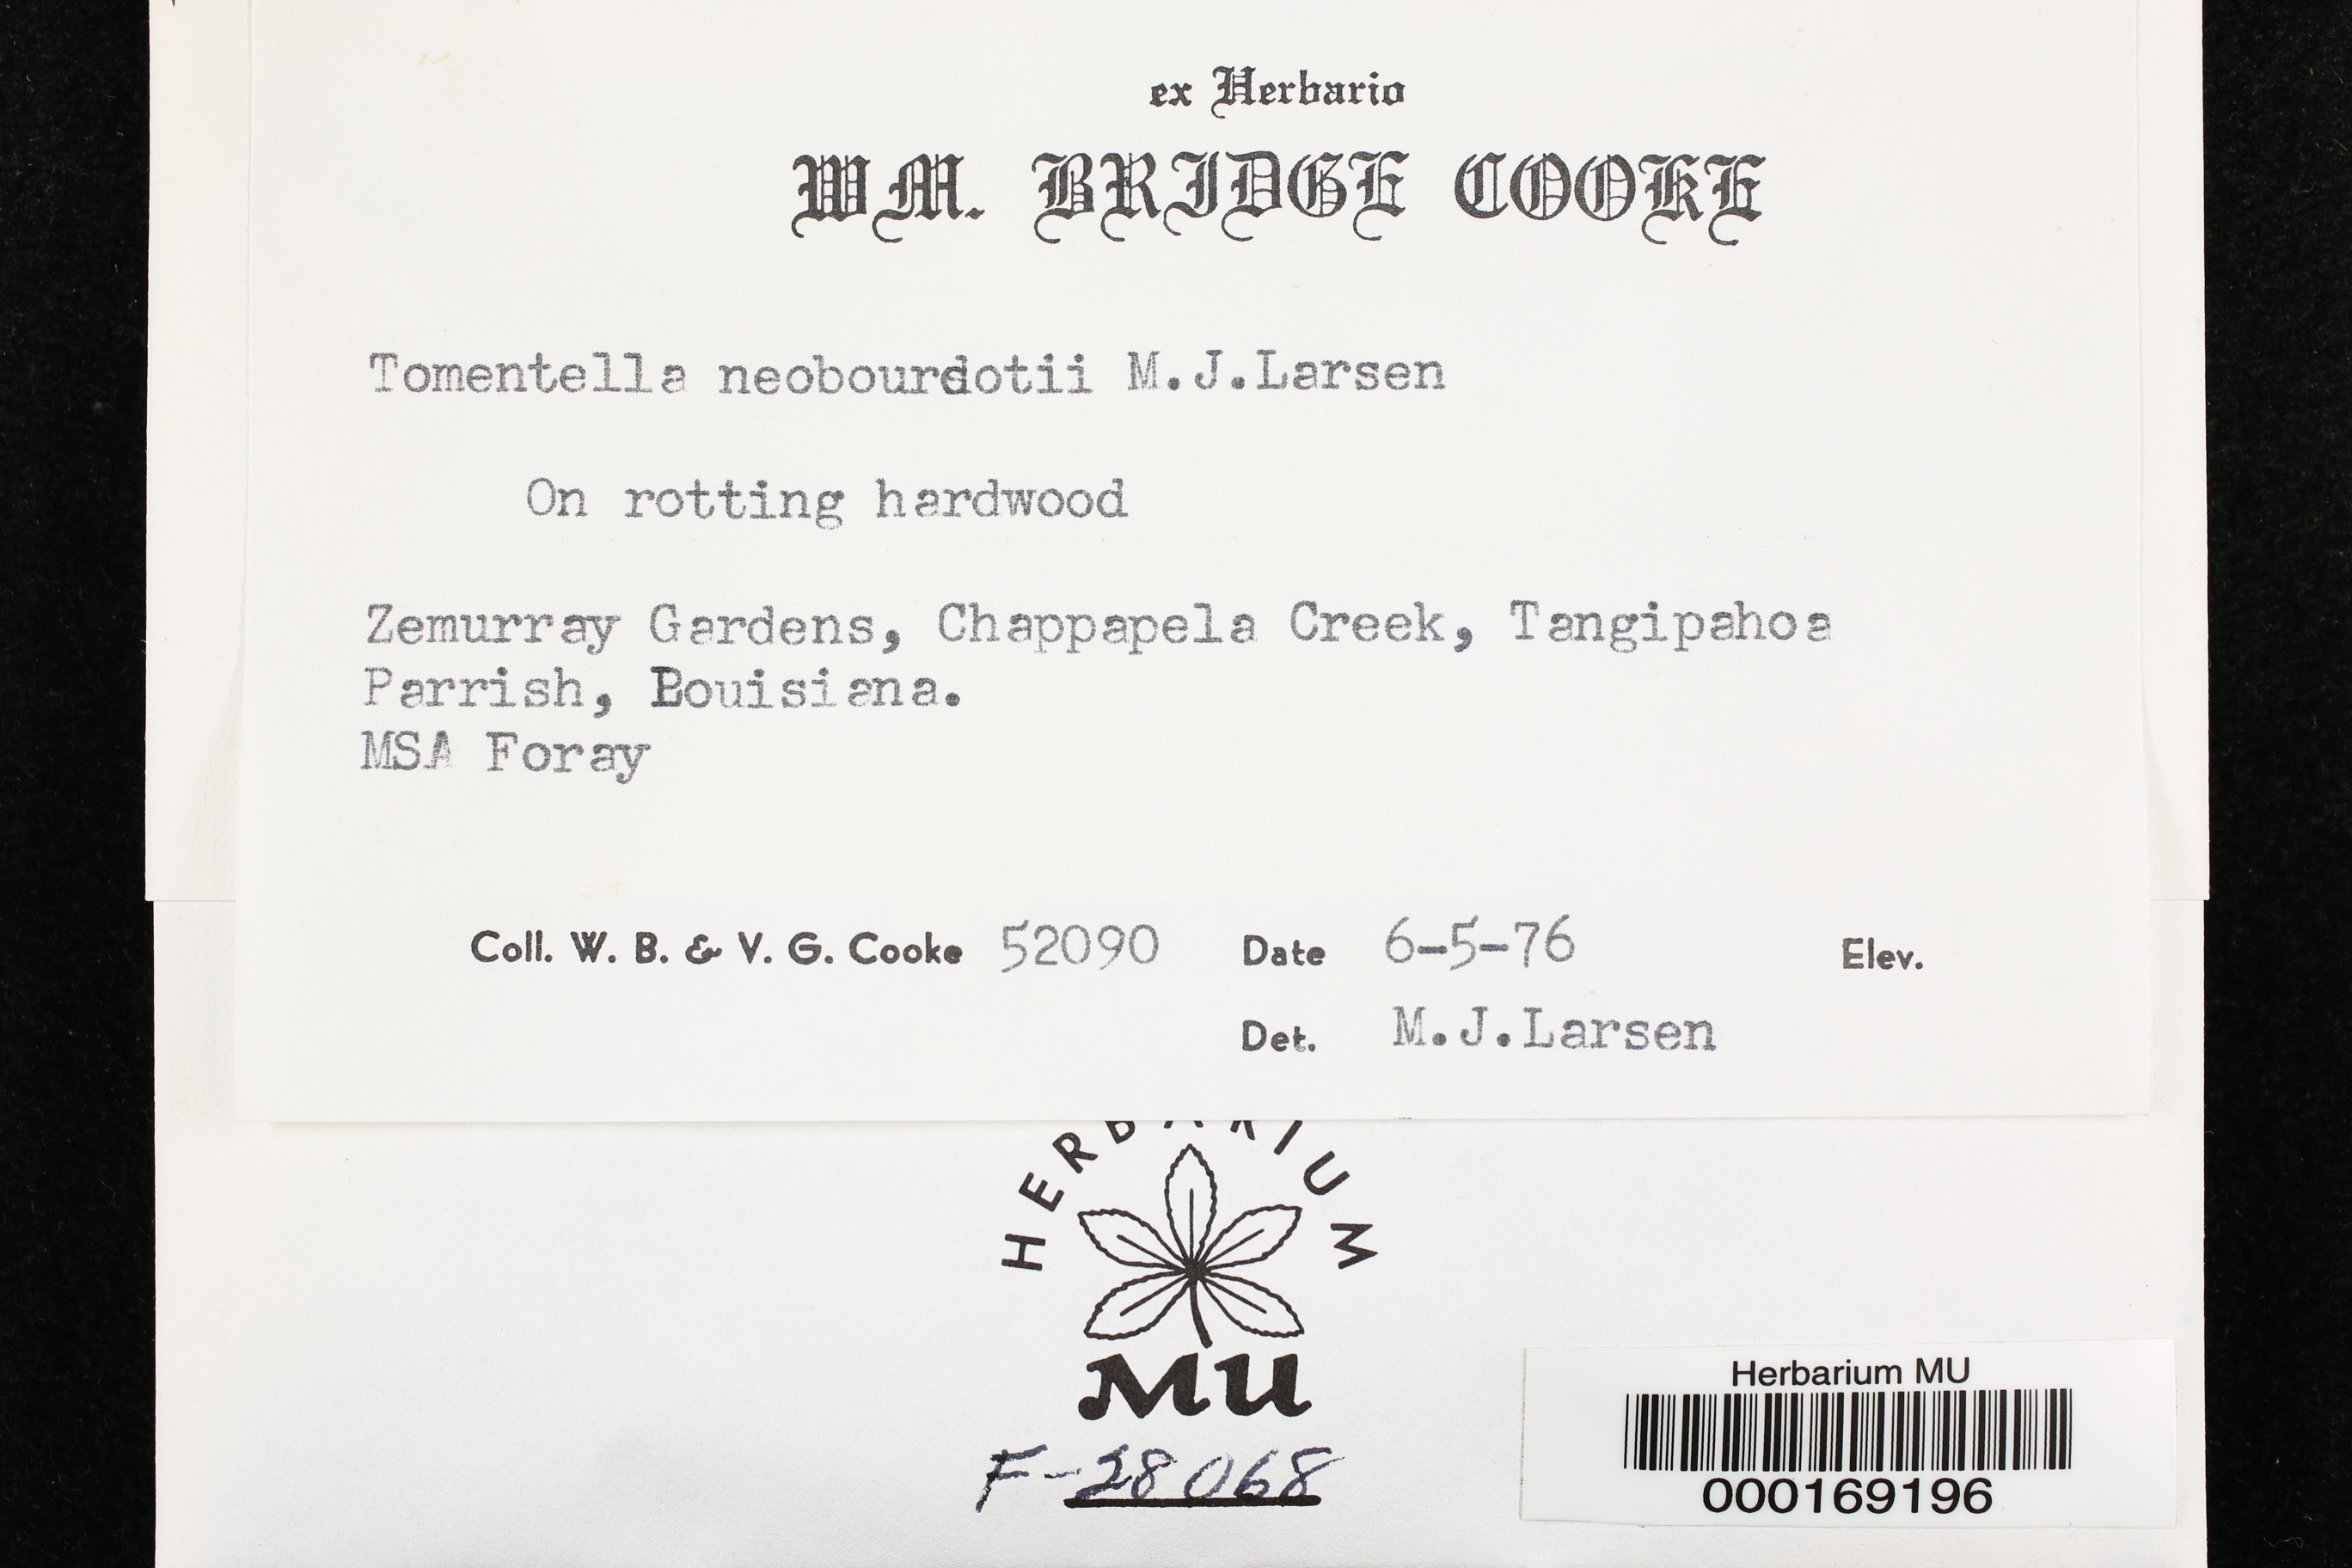 ex Herbario
WM. BRIDGE COOKE
Tomentella neobourdotii M.J.Larsen
On rotting hardwood
Zemurray Gardens, Chappapela Creek, Tangipahoa
Parrish, Louisiana.
MSA Foray
Coll. W. B. & V. G. Cooke 52090 Date 6-5-76 Elev.
Det. M.J.Larsen
HERBARIUM
MU
F-28068
Herbarium MU
000169196